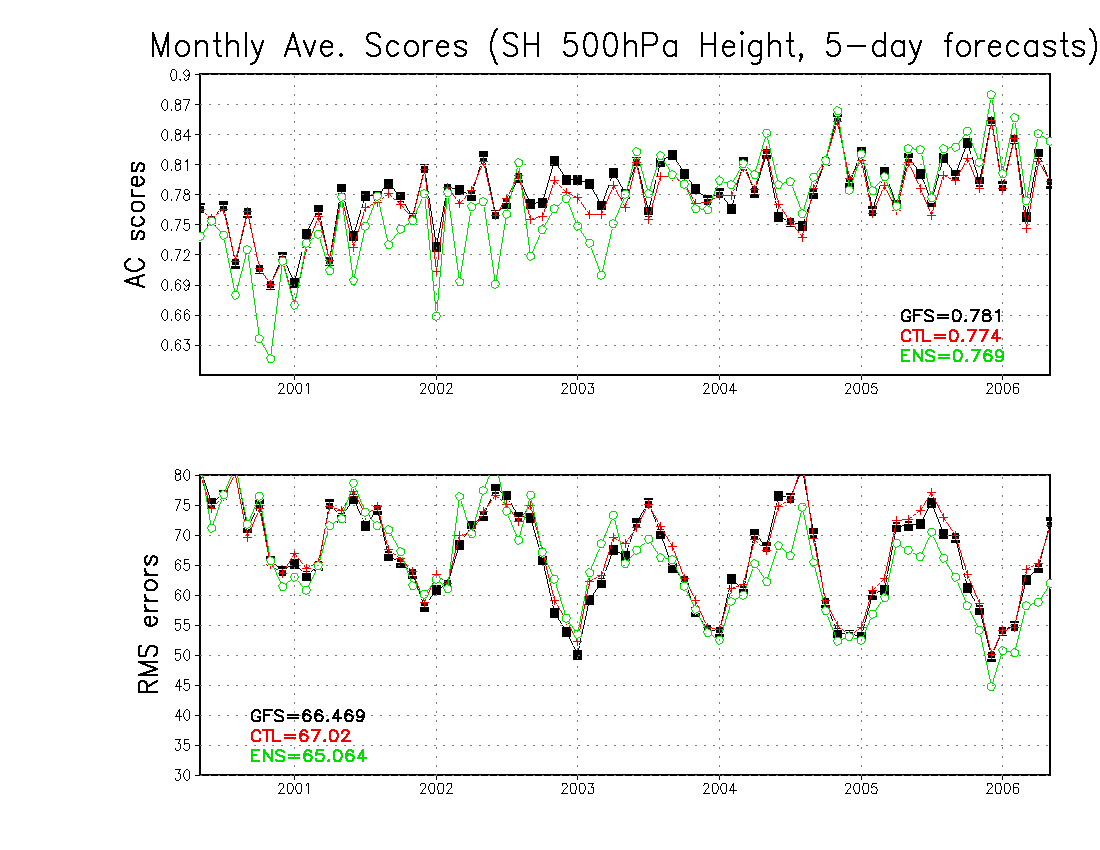 Monthly Ave. Scores (SH 500hPa Height, 5-day forecasts)
0.9
0.87
0.84
0.81
0.78
0.75
0.72
0.69
0.66
0.63
AC scores
GFS=0.781
CTL=0.774
ENS=0.769
2001 2002 2003 2004 2005 2006
80
75
70
65
60
55
50
45
40
35
30
RMS errors
GFS=66.469
CTL=67.02
ENS=65.064
2001 2002 2003 2004 2005 2006